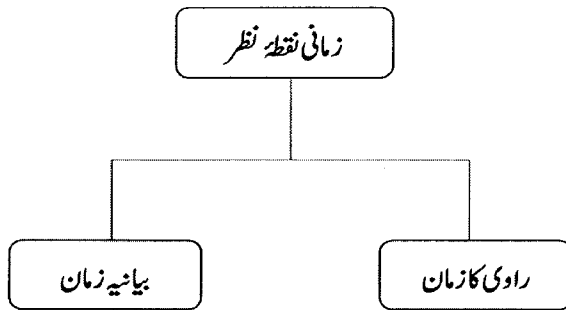 زمانی نقطۂ نظر
راوی کا زمان
بیانیہ زمان